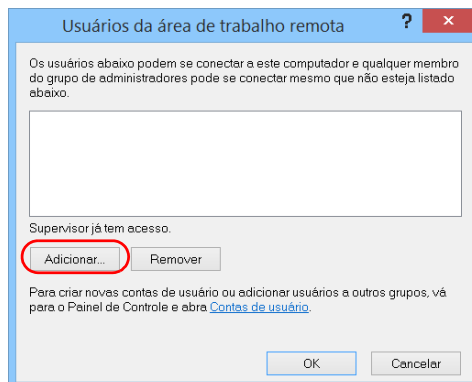 Usuários da área de trabalho remota
? ×
Os usuários abaixo podem se conectar a este computador e qualquer membro
do grupo de administradores pode se conectar mesmo que não esteja listado
abaixo.
Supervisor já tem acesso.
Adicionar... Remover
Para criar novas contas de usuário ou adicionar usuários a outros grupos, vá
para o Painel de Controle e abra Contas de usuário.
OK Cancelar